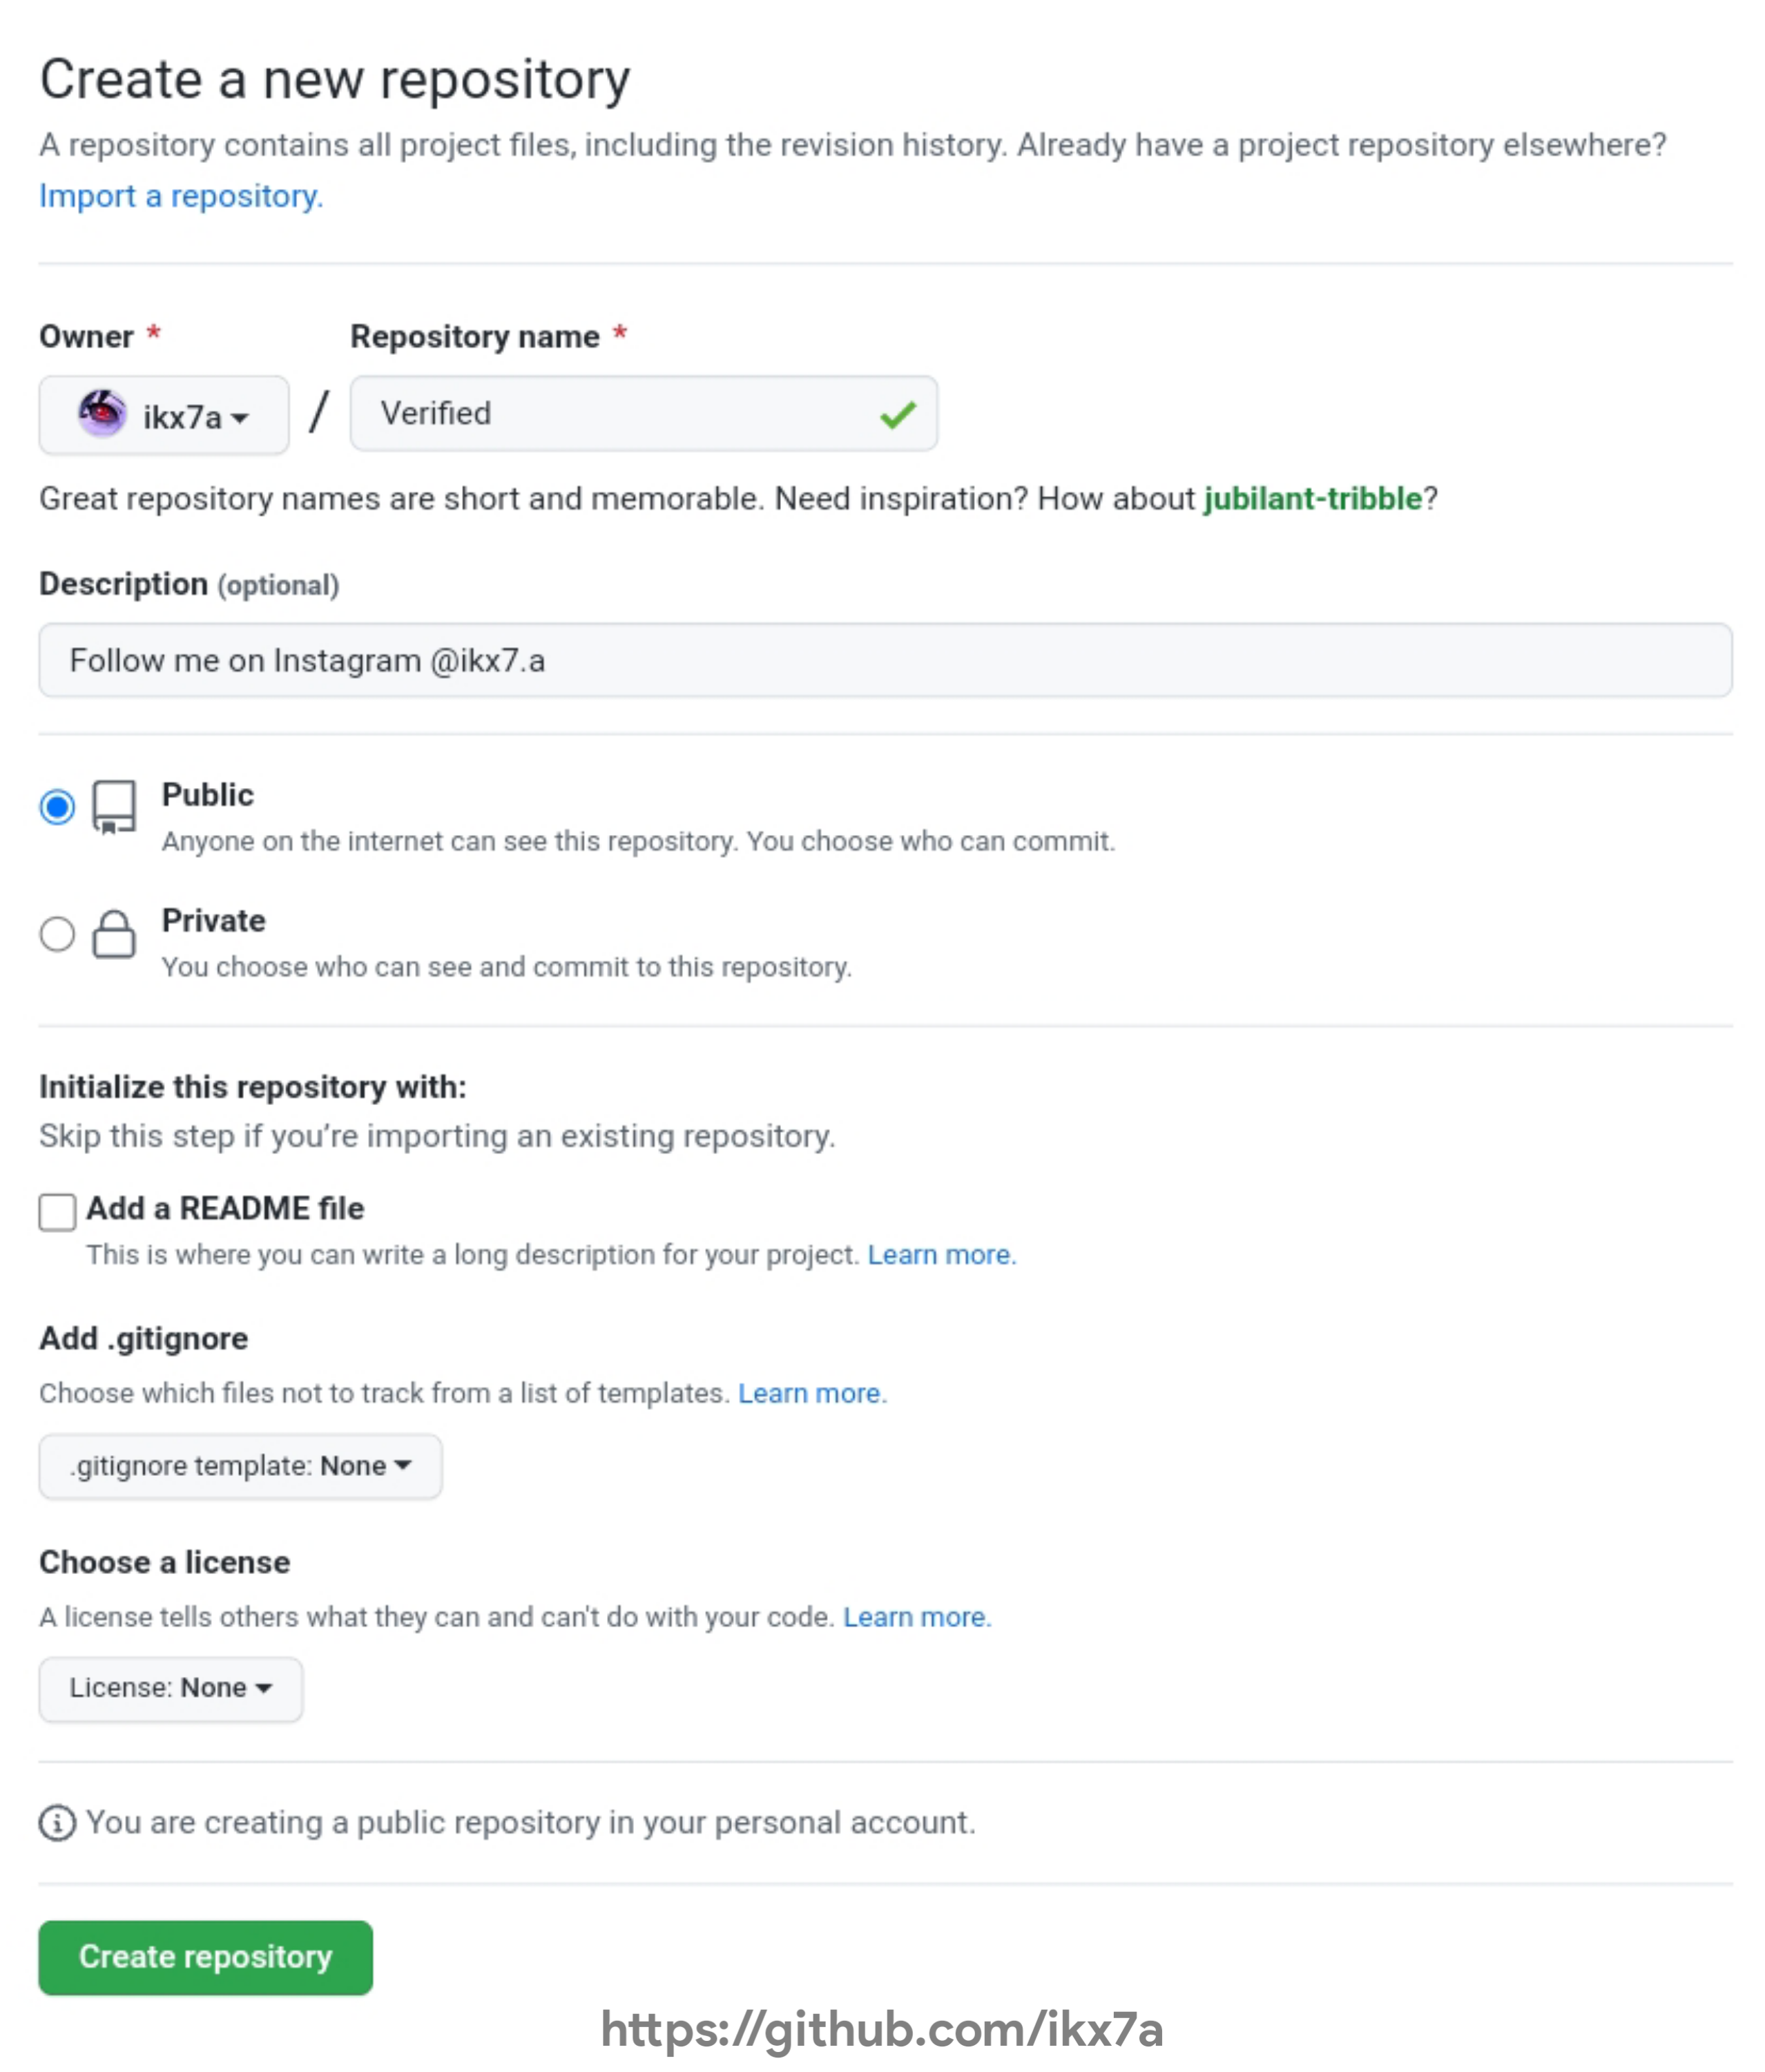 Create a new repository
A repository contains all project files, including the revision history. Already have a project repository elsewhere?
Import a repository.
Owner *
Repository name *
ikx7a
/
Verified
Great repository names are short and memorable. Need inspiration? How about jubilant-tribble?
Description (optional)
Follow me on Instagram @ikx7.a
Public
Anyone on the internet can see this repository. You choose who can commit.
Private
You choose who can see and commit to this repository.
Initialize this repository with:
Skip this step if you’re importing an existing repository.
Add a README file
This is where you can write a long description for your project. Learn more.
Add .gitignore
Choose which files not to track from a list of templates. Learn more.
.gitignore template: None
Choose a license
A license tells others what they can and can't do with your code. Learn more.
License: None
You are creating a public repository in your personal account.
Create repository
https://github.com/ikx7a